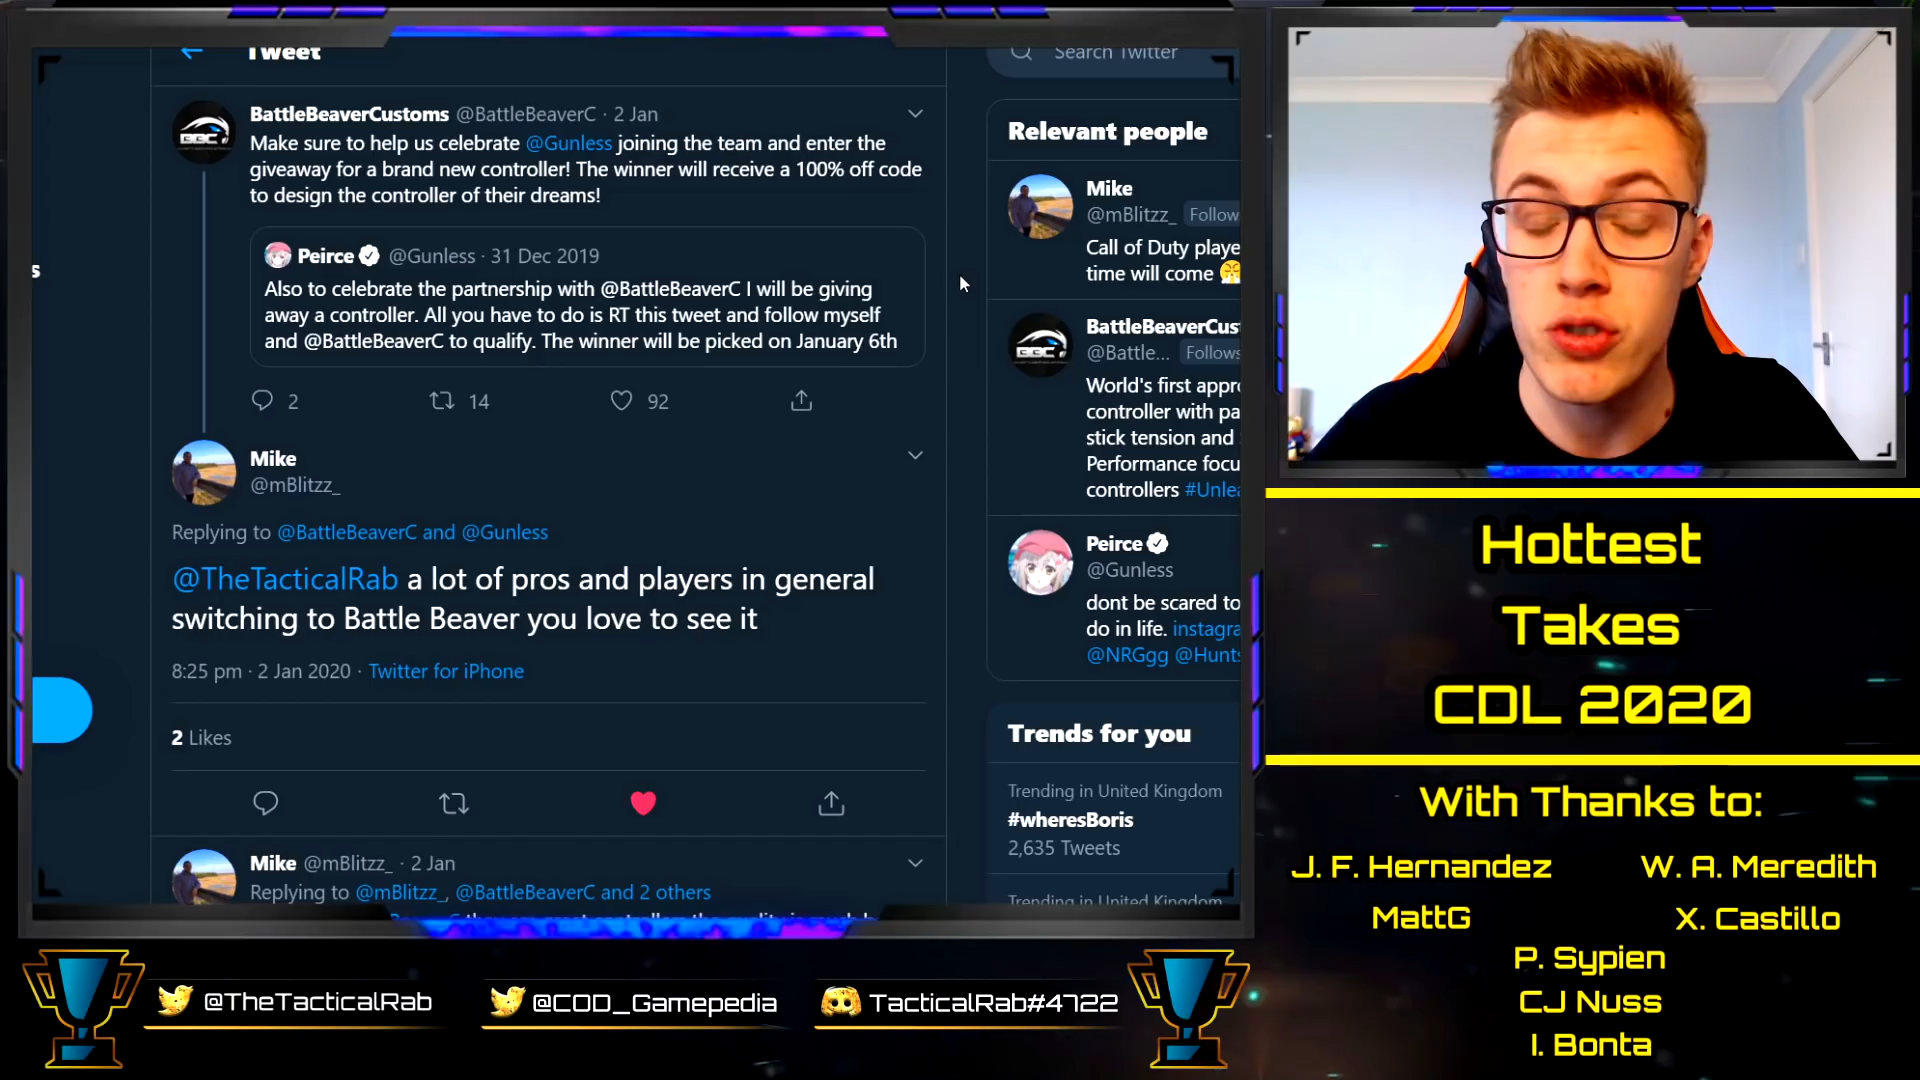 Tweet
Search Twitter
BattleBeaverCustoms @BattleBeaverC · 2 Jan
Make sure to help us celebrate @Gunless joining the team and enter the
giveaway for a brand new controller! The winner will receive a 100% off code
to design the controller of their dreams!
Peirce @Gunless · 31 Dec 2019
Also to celebrate the partnership with @BattleBeaverC I will be giving
away a controller. All you have to do is RT this tweet and follow myself
and @BattleBeaverC to qualify. The winner will be picked on January 6th
2 14 92
s
Mike
@mBlitzz_
Replying to @BattleBeaverC and @Gunless
@TheTacticalRab a lot of pros and players in general
switching to Battle Beaver you love to see it
8:25 pm · 2 Jan 2020 · Twitter for iPhone
2 Likes
Mike @mBlitzz_ · 2 Jan
Replying to @mBlitzz_, @BattleBeaverC and 2 others
Relevant people
Mike
@mBlitzz_ Follow
Call of Duty playe
time will come
BBC
BattleBeaverCus
@Battle... Follows
World's first appr
controller with pa
stick tension and
Performance focu
controllers #Unlea
Peirce
@Gunless
dont be scared to
do in life. instagra
@NRGgg @Hunts
Trends for you
Trending in United Kingdom
#wheresBoris
2,635 Tweets
Trending in United Kingdom
Hottest
Takes
CDL 2020
With Thanks to:
J. F. Hernandez W. A. Meredith
MattG X. Castillo
P. Sypien
CJ Nuss
I. Bonta
@TheTacticalRab @COD_Gamepedia TacticalRab#4722